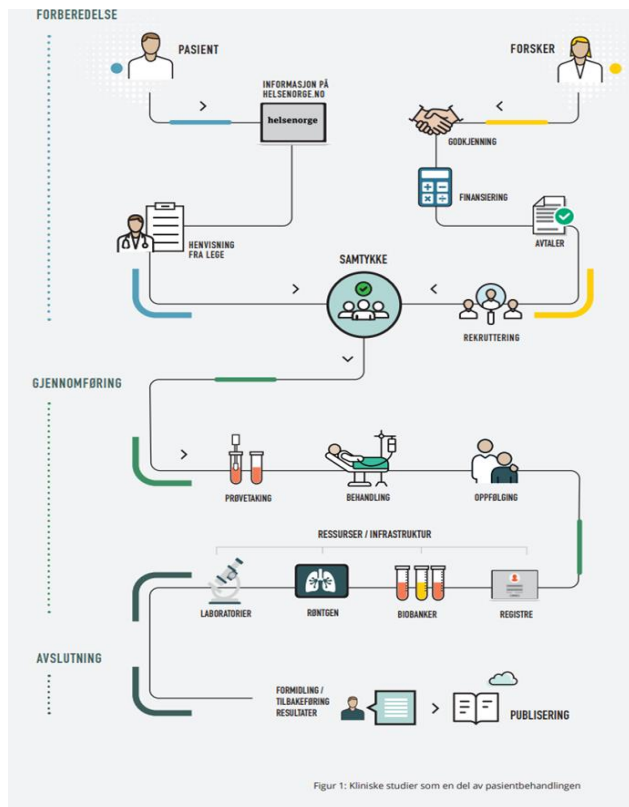 FORBEREDELSE
PASIENT
FORSKER
INFORMASJON PÅ
HELSENORGE.NO
helsenorge
GODKJENNING
FINANSIERING
AVTALER
HENVISNING
FRA LEGE
SAMTYKKE
REKRUTTERING
GJENNOMFØRING
PRØVETAKING
BEHANDLING
OPPFØLGING
RESSURSER / INFRASTRUKTUR
LABORATORIER
RØNTGEN
BIOBANKER
REGISTRE
AVSLUTNING
FORMIDLING /
TILBAKEFØRING
RESULTATER
PUBLISERING
Figur 1: Kliniske studier som en del av pasientbehandlingen